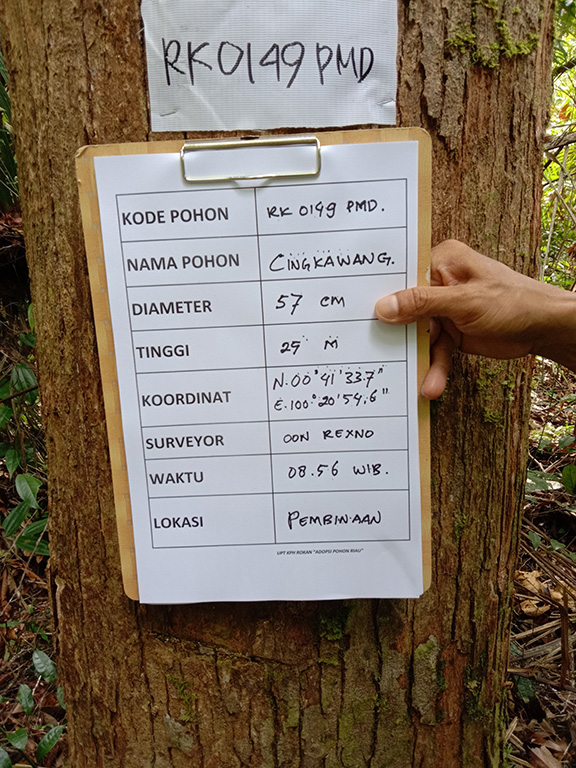 RK0149 PMD
KODE POHON RK 0149 PMD.
NAMA POHON CINGKAWANG.
DIAMETER 57 CM
TINGGI 25 M
KOORDINAT N.00°41'33.7"
E.100°20'54.6"
SURVEYOR OON REXNO
WAKTU 08.56 WIB.
LOKASI PEMBINAAN
UPT KPH ROKAN "ADOPSI POHON RIAU"